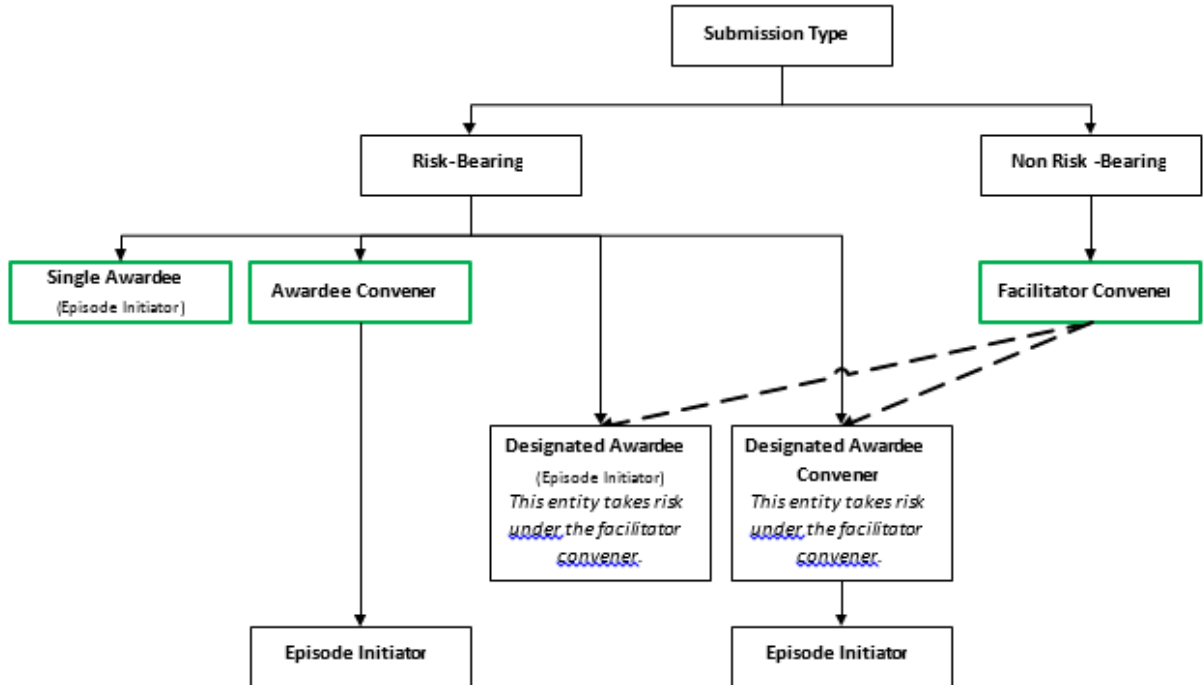 Submission Type
Risk-Bearing
Non Risk -Bearing
Single Awardee
(Episode Initiator)
Awardee Convener
Facilitator Convener
Designated Awardee
(Episode Initiator)
This entity takes risk
under the facilitator
convener.
Designated Awardee
Convener
This entity takes risk
under the facilitator
convener.
Episode Initiator
Episode Initiator